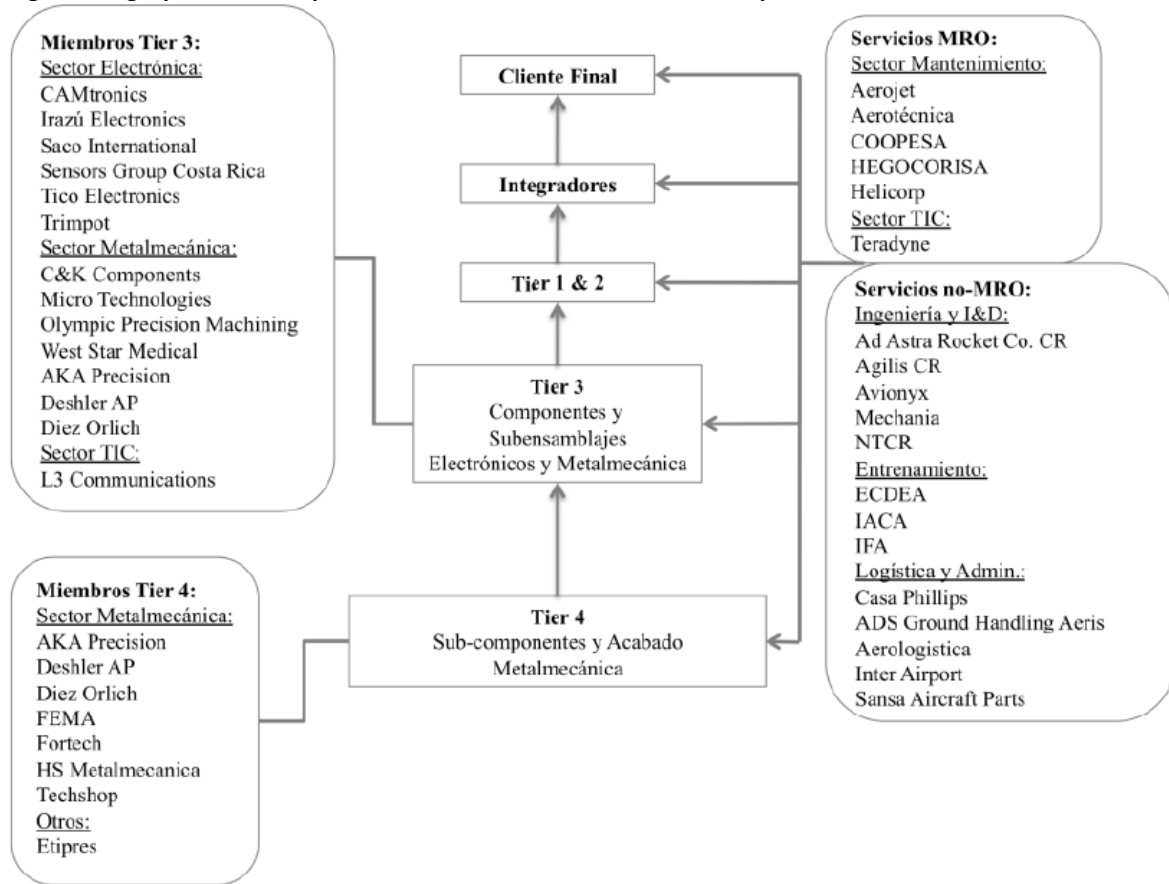 Miembros Tier 3:
Sector Electrónica:
CAMtronics
Irazú Electronics
Saco International
Sensors Group Costa Rica
Tico Electronics
Trimpot
Sector Metalmecánica:
C&K Components
Micro Technologies
Olympic Precision Machining
West Star Medical
AKA Precision
Deshler AP
Diez Orlich
Sector TIC:
L3 Communications
Miembros Tier 4:
Sector Metalmecánica:
AKA Precision
Deshler AP
Diez Orlich
FEMA
Fortech
HS Metalmecanica
Techshop
Otros:
Etipres
Cliente Final
Integradores
Tier 1 & 2
Tier 3
Componentes y
Subensamblajes
Electrónicos y Metalmecánica
Tier 4
Sub-componentes y Acabado
Metalmecánica
Servicios MRO:
Sector Mantenimiento:
Aerojet
Aerotécnica
COOPESA
HEGOCORISA
Helicorp
Sector TIC:
Teradyne
Servicios no-MRO:
Ingeniería y I&D:
Ad Astra Rocket Co. CR
Agilis CR
Avionyx
Mechania
NTCR
Entrenamiento:
ECDEA
IACA
IFA
Logística y Admin.:
Casa Phillips
ADS Ground Handling Aeris
Aerologistica
Inter Airport
Sansa Aircraft Parts